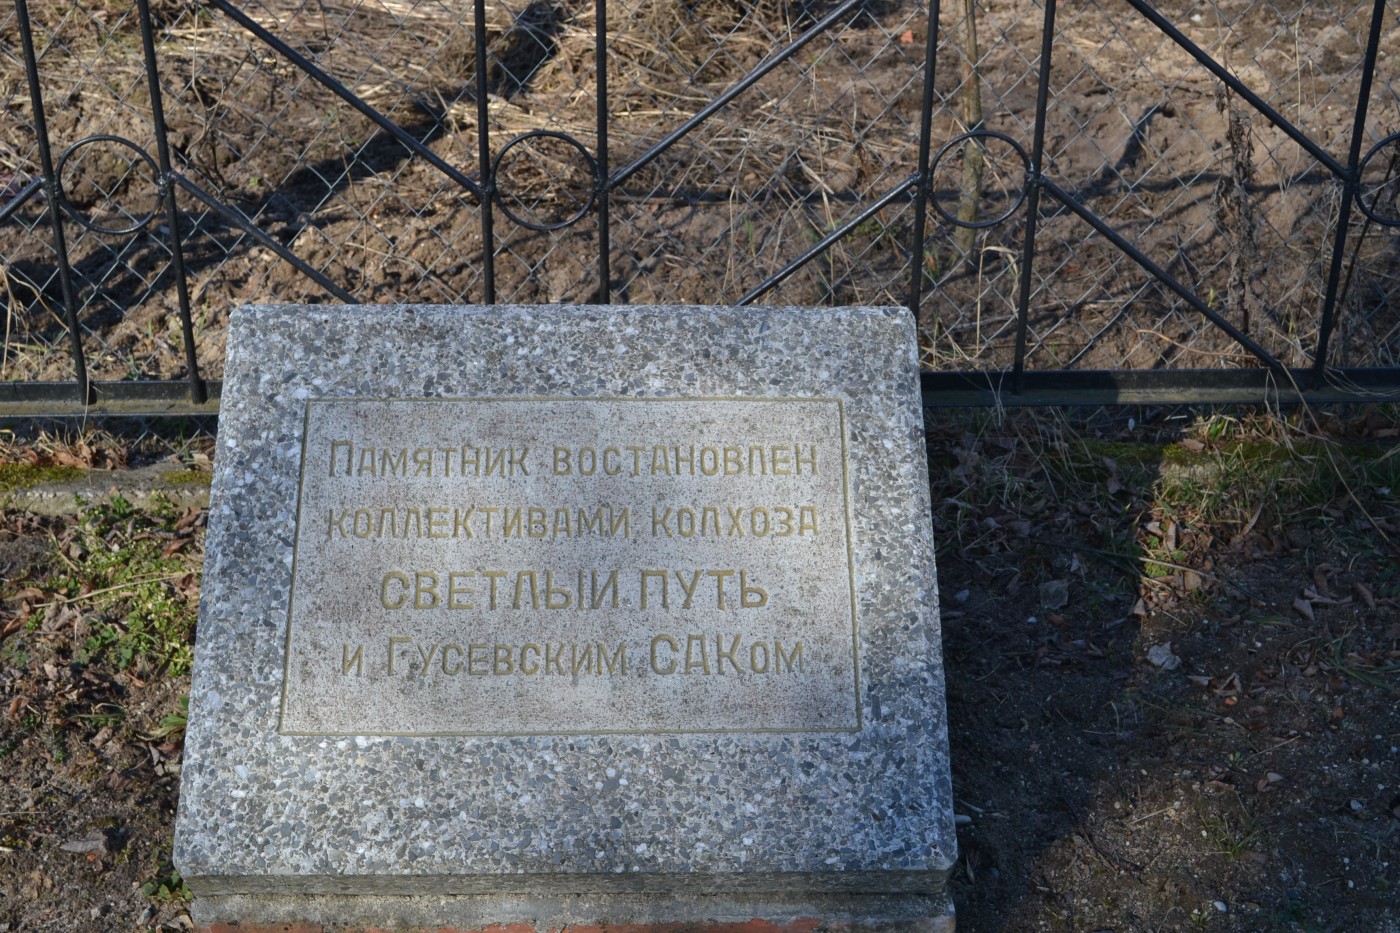 Памятник востановлен
коллективами колхоза
светлый путь
и Гусевским САКом